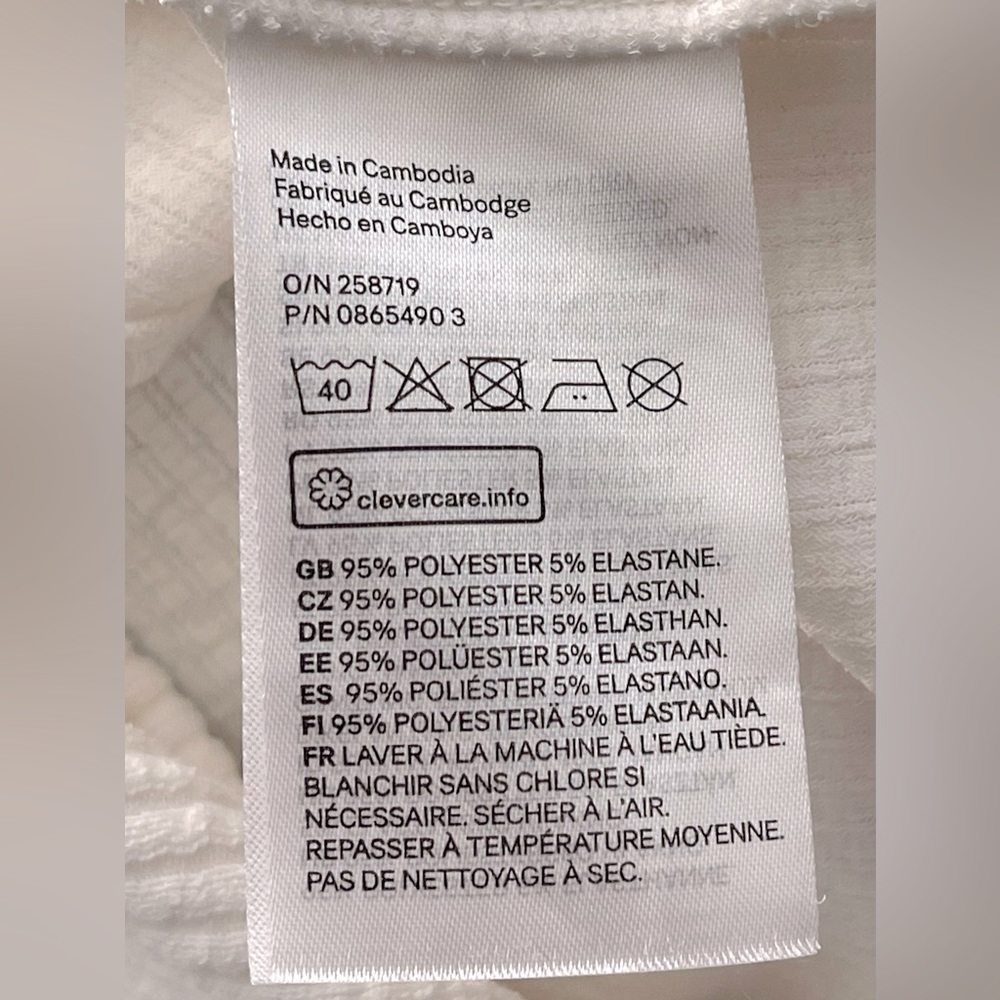 Made in Cambodia
Fabriqué au Cambodge
Hecho en Camboya
O/N 258719
P/N 0865490 3
40
clevercare.info
GB 95% POLYESTER 5% ELASTANE.
CZ 95% POLYESTER 5% ELASTAN.
DE 95% POLYESTER 5% ELASTHAN.
EE 95% POLÜESTER 5% ELASTAAN.
ES 95% POLIÉSTER 5% ELASTANO.
FI 95% POLYESTERIÄ 5% ELASTAANIA.
FR LAVER À LA MACHINE À L'EAU TIÈDE.
BLANCHIR SANS CHLORE SI
NÉCESSAIRE. SÉCHER À L'AIR.
REPASSER À TEMPÉRATURE MOYENNE.
PAS DE NETTOYAGE À SEC.